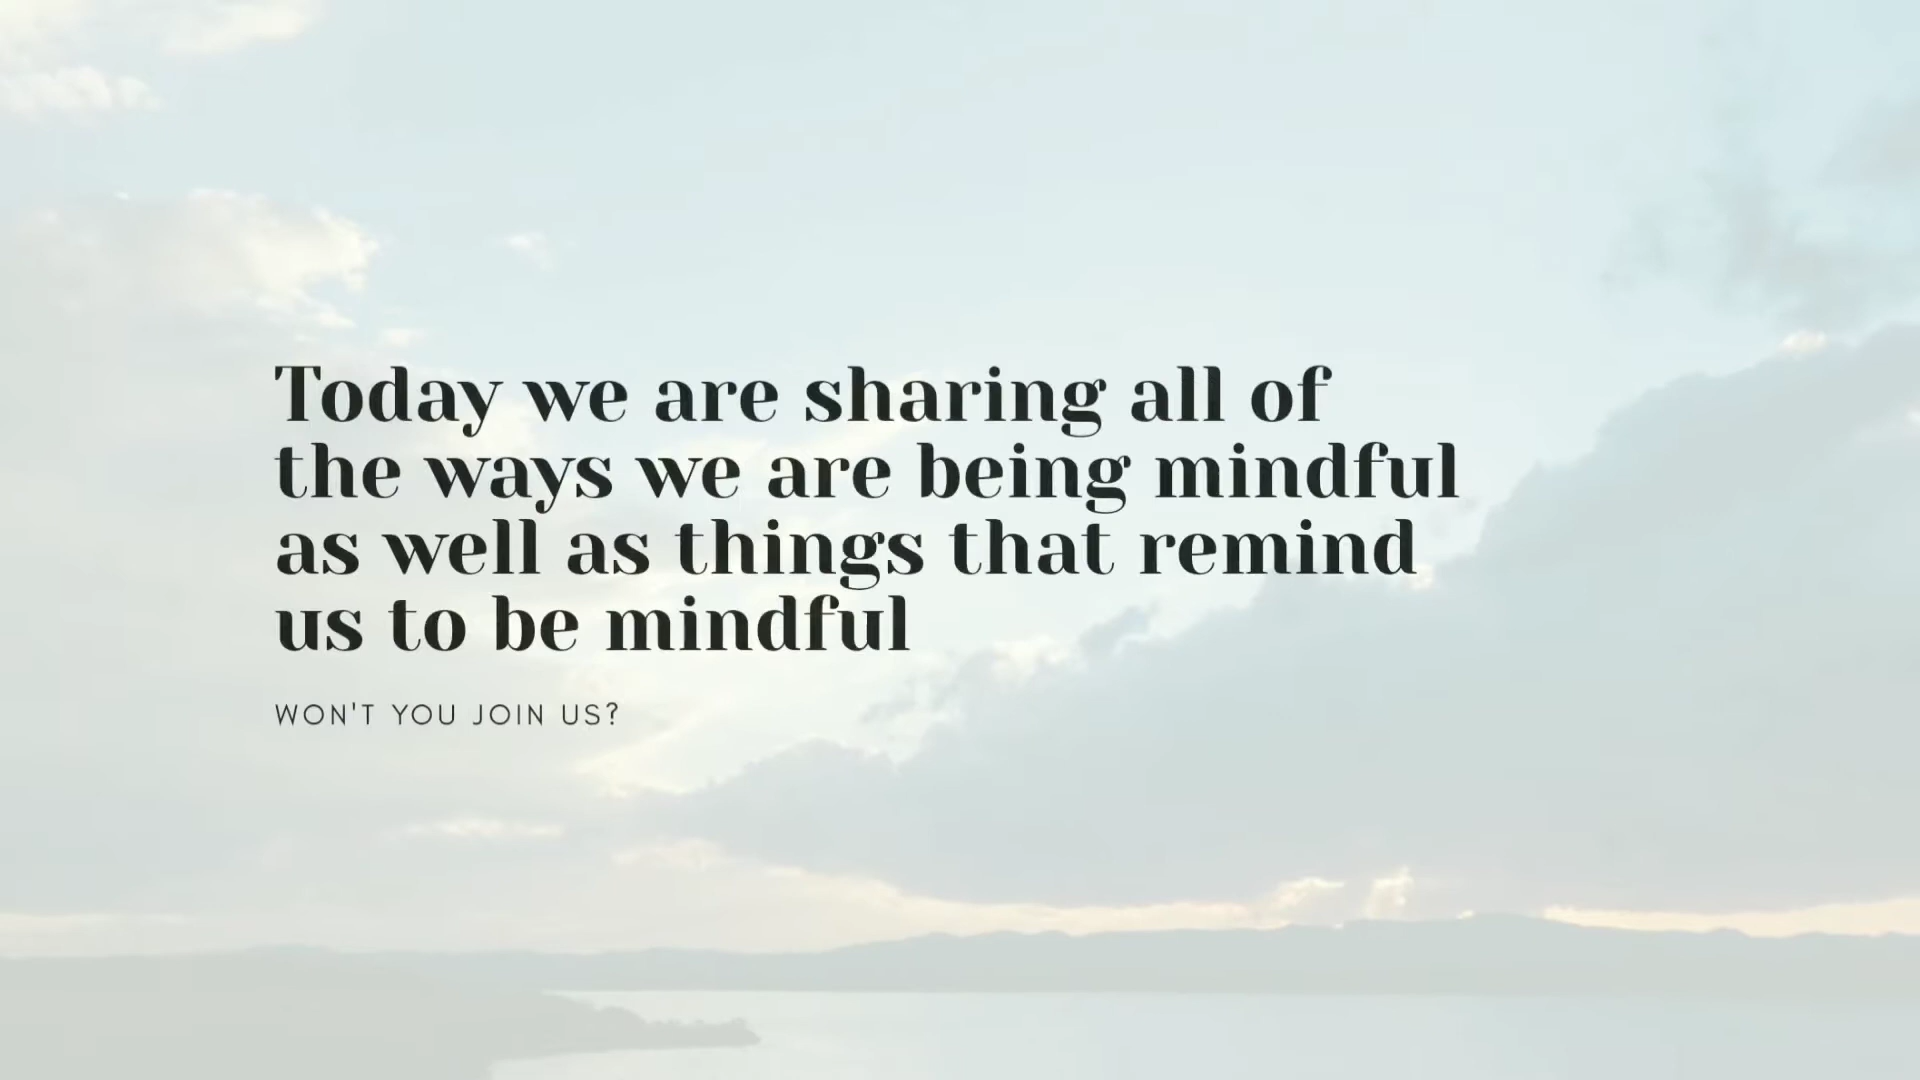 Today we are sharing all of
the ways we are being mindful
as well as things that remind
us to be mindful
WON'T YOU JOIN US?